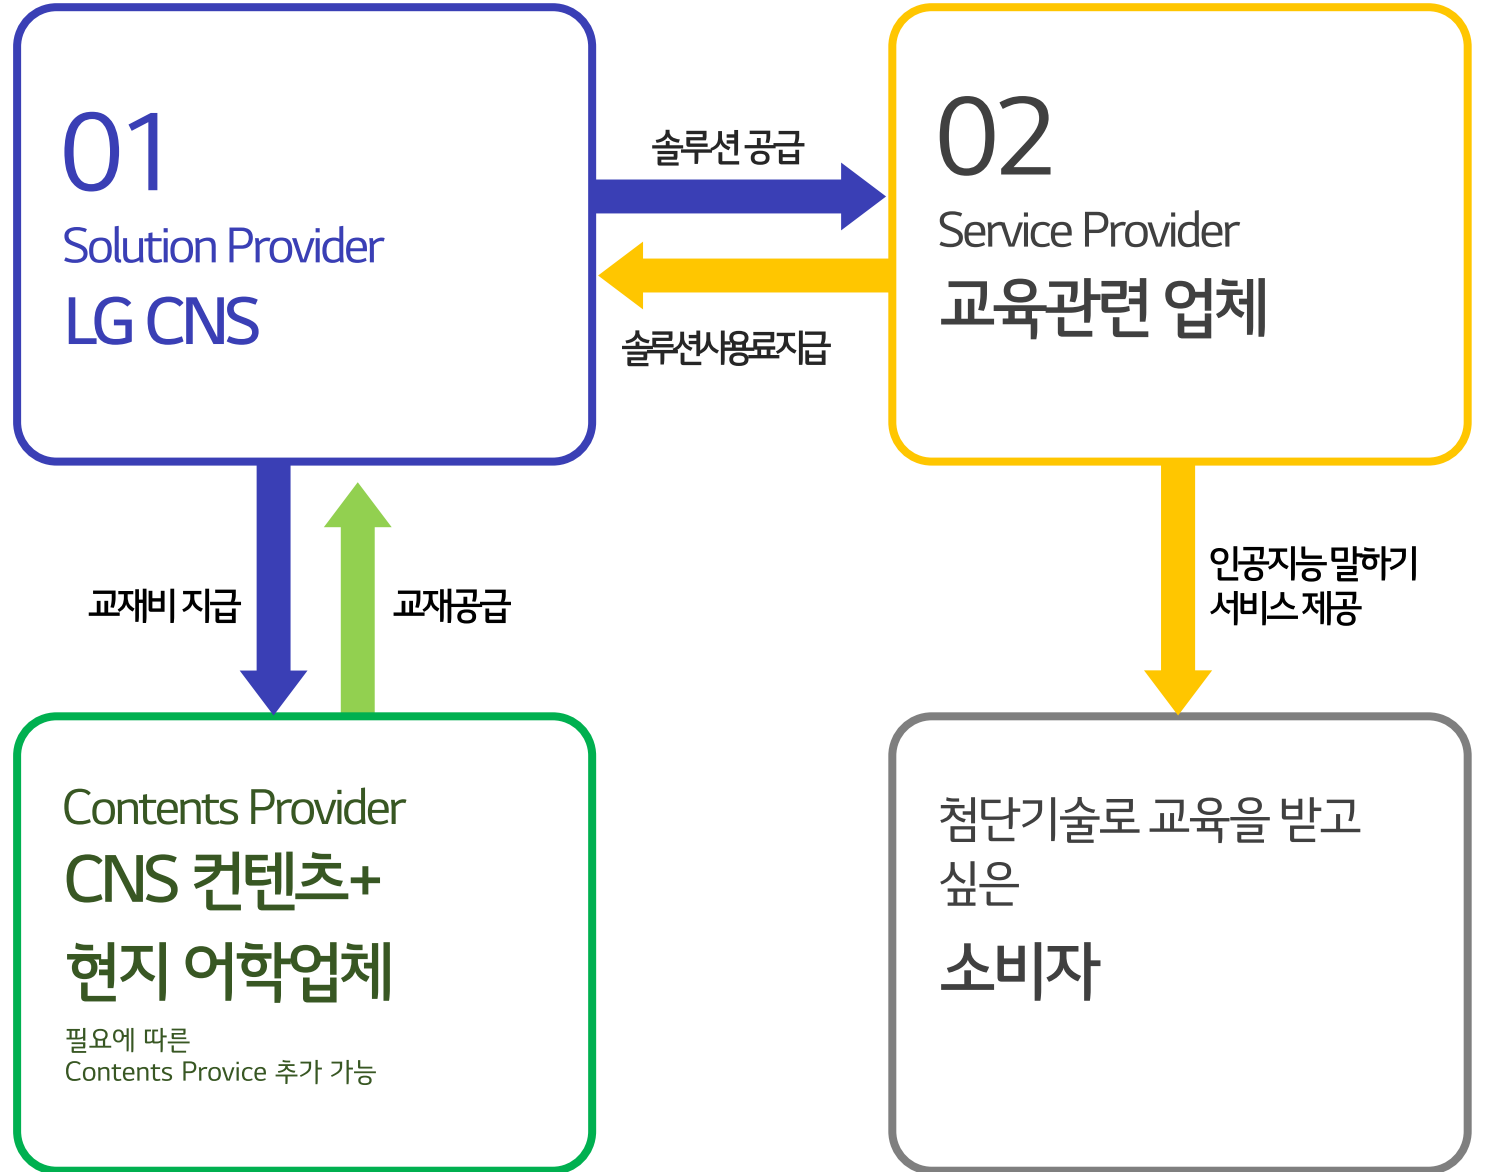 01
Solution Provider
LG CNS
솔루션 공급
솔루션사용료지급
02
Service Provider
교육관련 업체
교재비 지급
교재공급
인공지능 말하기
서비스 제공
Contents Provider
CNS 컨텐츠+
현지 어학업체
필요에 따른
Contents Provice 추가 가능
첨단기술로 교육을 받고
싶은
소비자